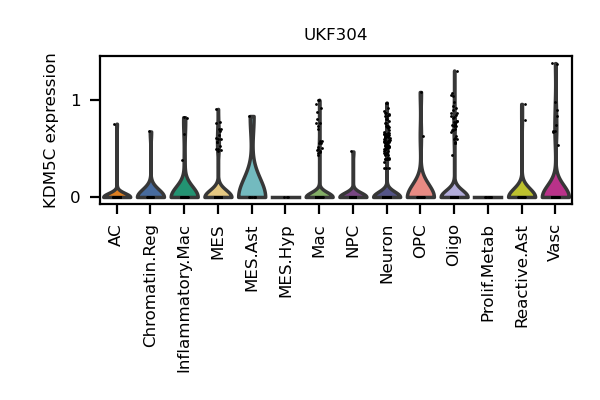 UKF304
KDM5C expression
1
0
AC
Chromatin.Reg
Inflammatory.Mac
MES
MES.Ast
MES.Hyp
Mac
NPC
Neuron
OPC
Oligo
Prolif.Metab
Reactive.Ast
Vasc